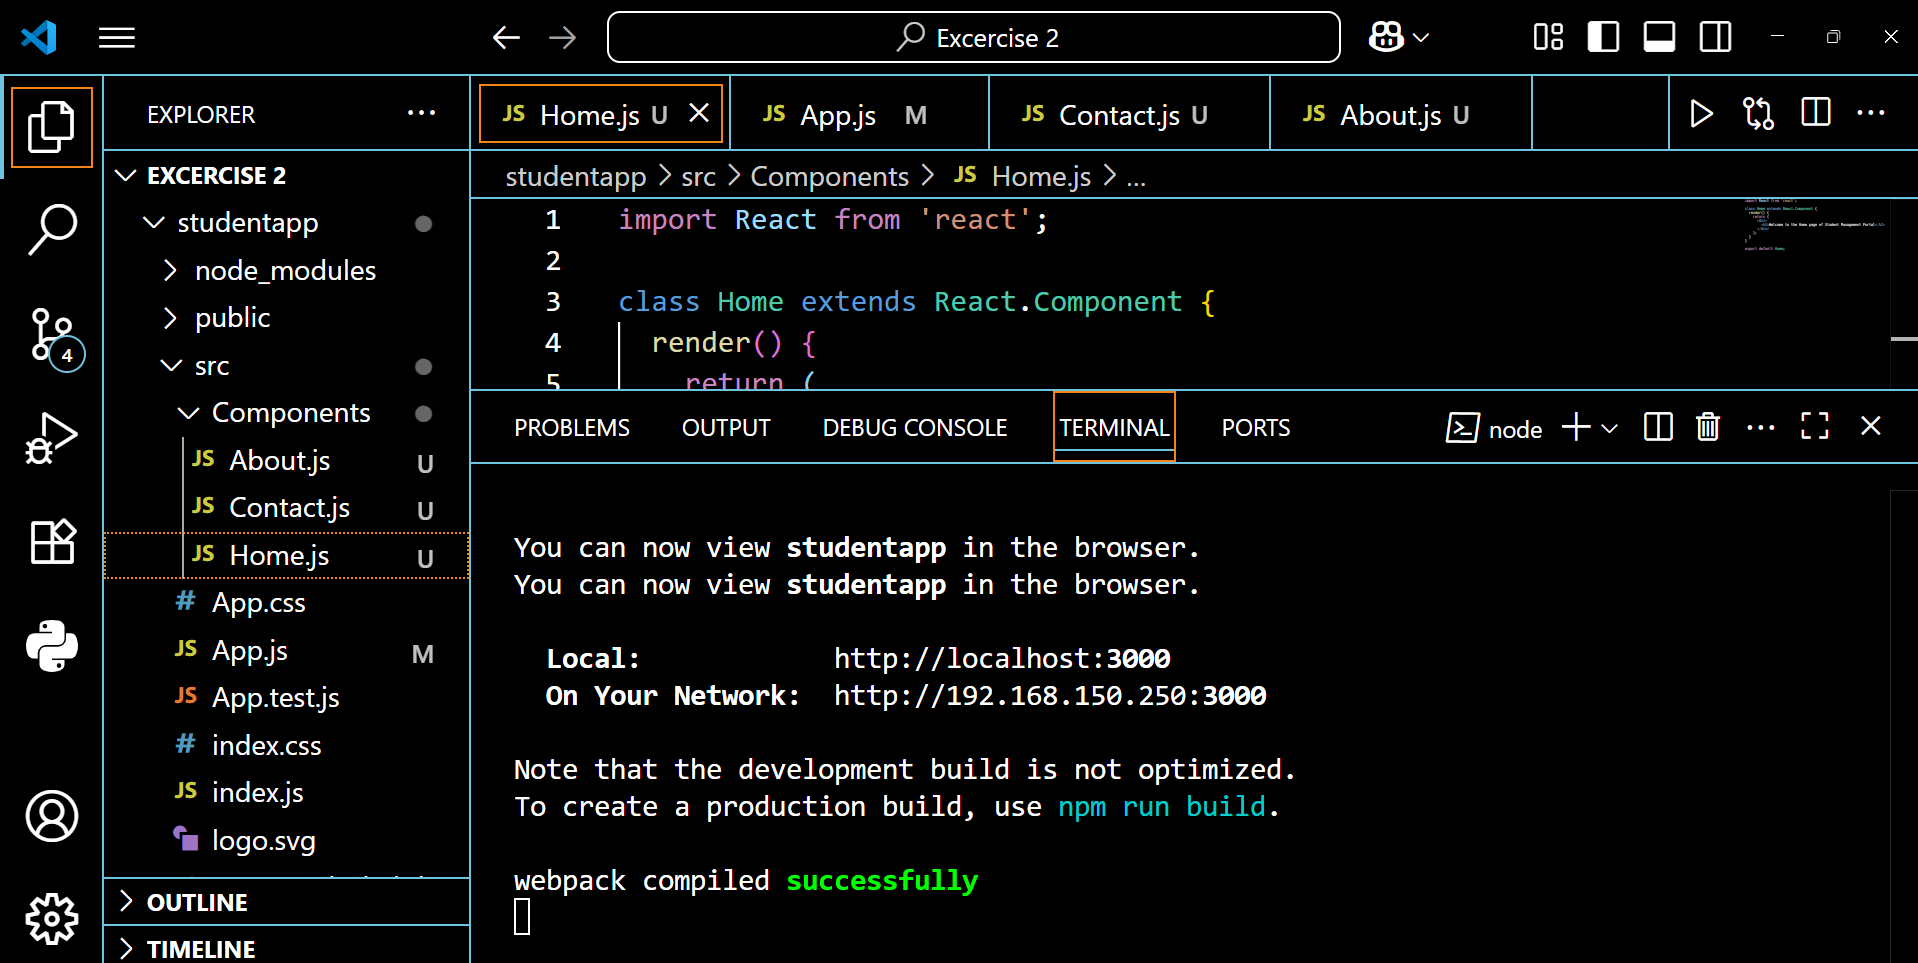 Excercise 2
EXPLORER ...
EXCERCISE 2
studentapp
node_modules
public
src
Components
JS About.js U
JS Contact.js U
JS Home.js U
# App.css
JS App.js M
JS App.test.js
# index.css
JS index.js
logo.svg
OUTLINE
TIMELINE
4
JS Home.js U
JS App.js M
JS Contact.js U
JS About.js U
studentapp > src > Components > JS Home.js > ...
1 import React from 'react';
2
3 class Home extends React.Component {
4 render() {
5 return (
PROBLEMS OUTPUT DEBUG CONSOLE TERMINAL PORTS
node
You can now view studentapp in the browser.
You can now view studentapp in the browser.
Local: http://localhost:3000
On Your Network: http://192.168.150.250:3000
Note that the development build is not optimized.
To create a production build, use npm run build.
webpack compiled successfully